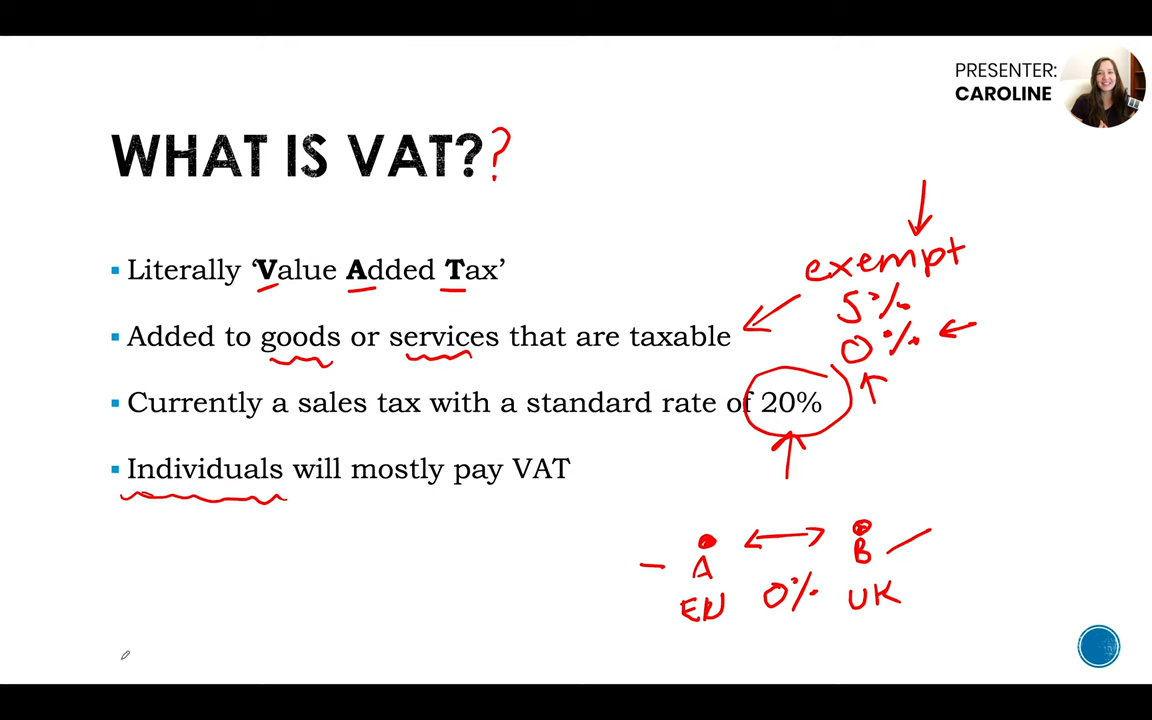 PRESENTER:
CAROLINE
WHAT IS VAT??
▪ Literally ‘Value Added Tax’
exempt
5%
▪ Added to goods or services that are taxable
0%
▪ Currently a sales tax with a standard rate of 20%
▪ Individuals will mostly pay VAT
A B
0% UK